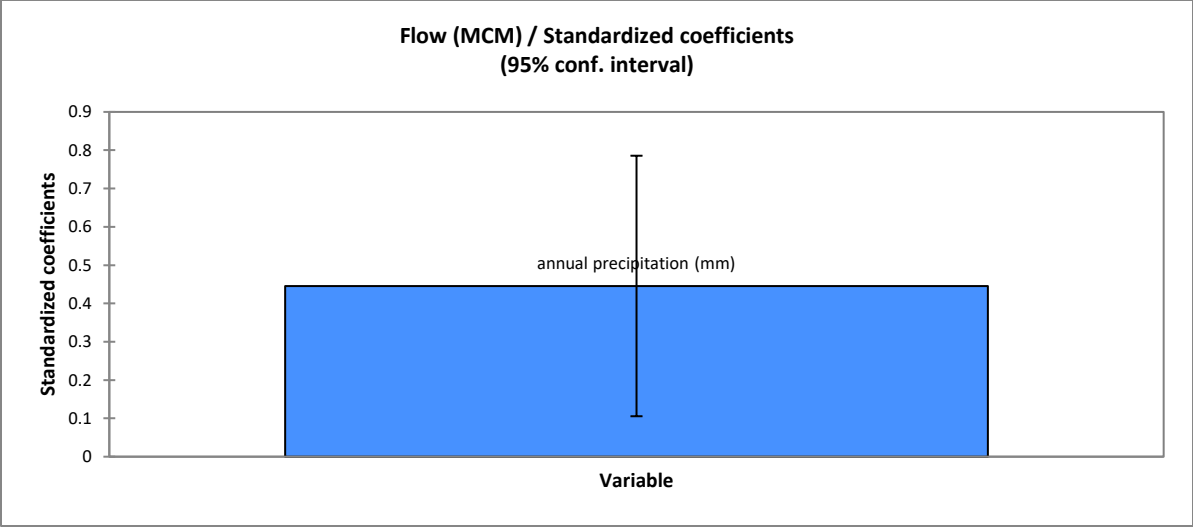 Flow (MCM) / Standardized coefficients
(95% conf. interval)
0.9
0.8
0.7
0.6
0.5
0.4
0.3
0.2
0.1
0
Standardized coefficients
annual precipitation (mm)
Variable